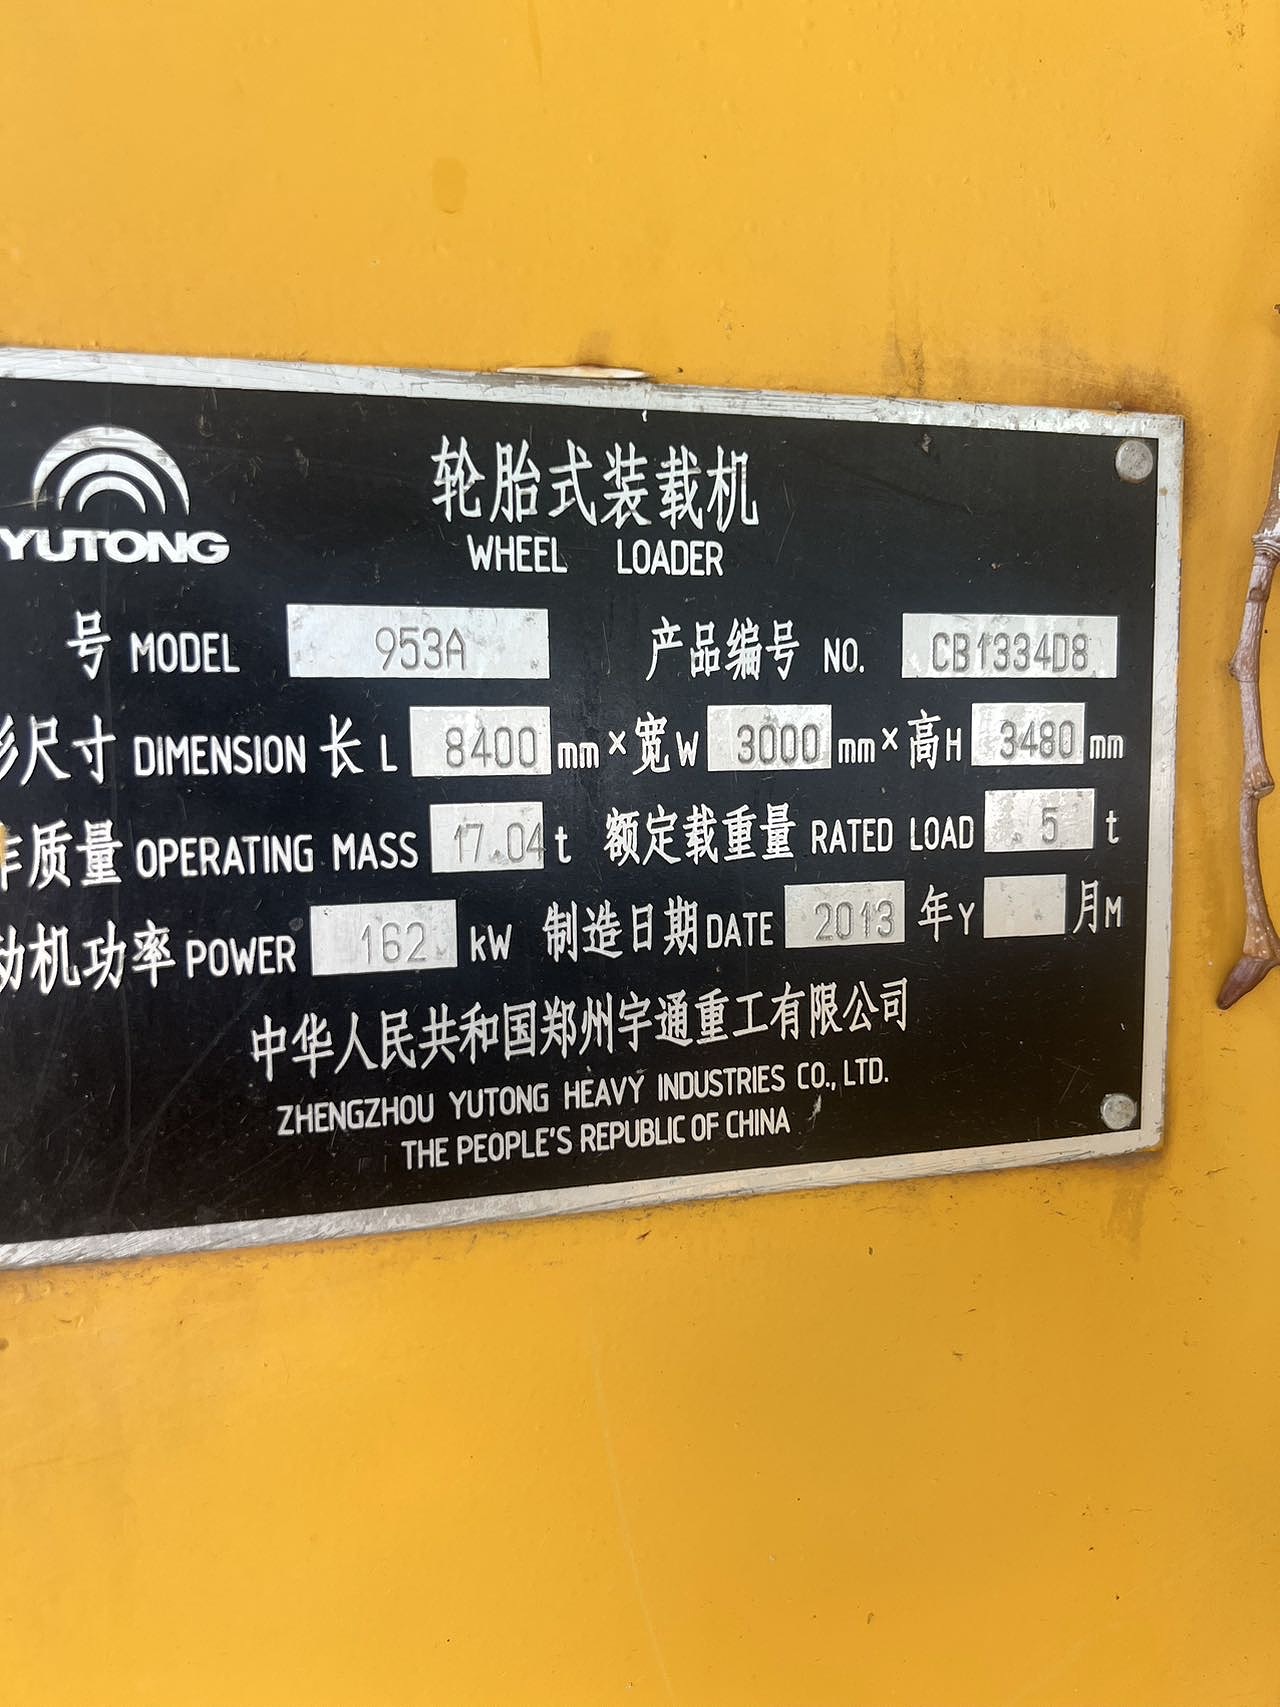 YUTONG
轮胎式装载机
WHEEL LOADER
号 MODEL 953A 产品编号 NO. CB1334D8
形尺寸 DIMENSION 长 L 8400 mm × 宽 W 3000 mm × 高 H 3480 mm
作质量 OPERATING MASS 17.04 t 额定载重量 RATED LOAD 5 t
动机功率 POWER 162 kW 制造日期 DATE 2013 年 Y 月 M
中华人民共和国郑州宇通重工有限公司
ZHENGZHOU YUTONG HEAVY INDUSTRIES CO., LTD.
THE PEOPLE'S REPUBLIC OF CHINA